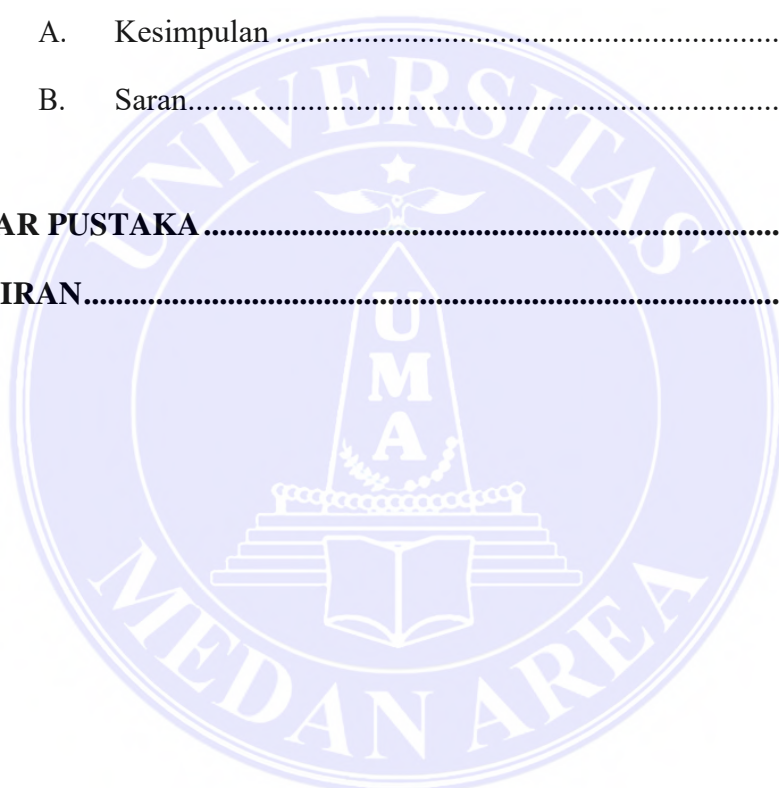 A. Kesimpulan ......................................................................
B. Saran..................................................................................
AR PUSTAKA ..........................................................................
IRAN.........................................................................................
UNIVERSITAS
UMA
MEDAN AREA